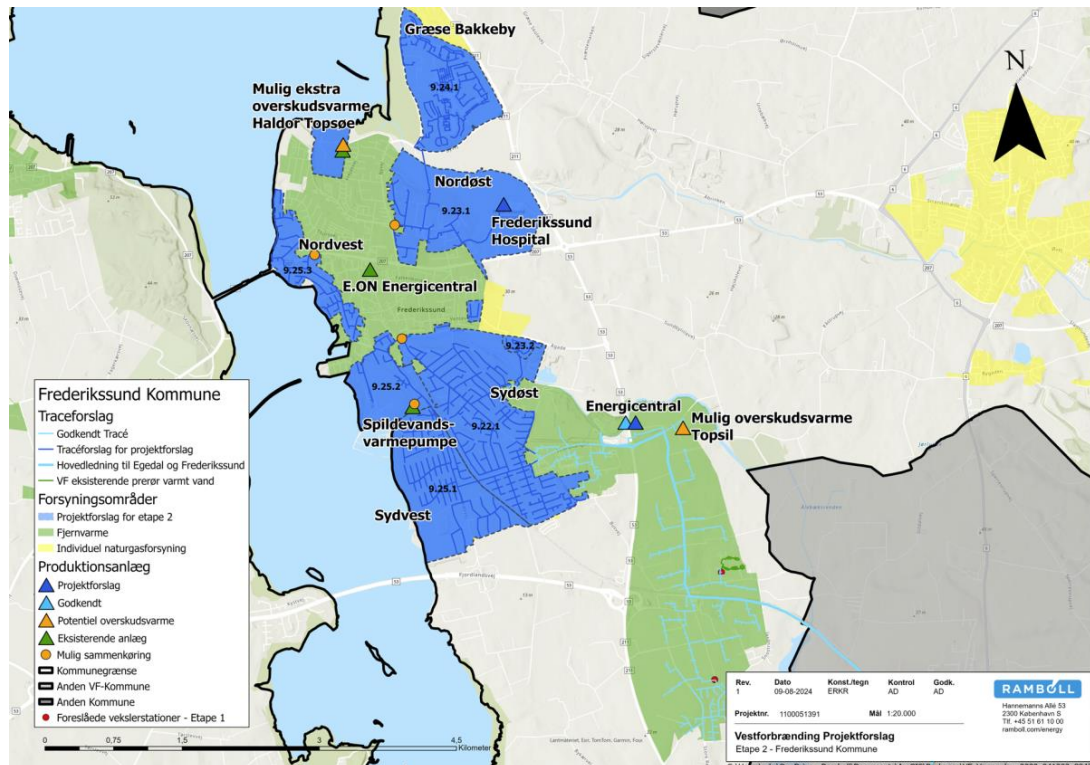 Græse Bakkeby
9.24.1
Mulig ekstra
overskudsvarme
Haldor Topsøe
N
Nordøst
9.23.1
Frederikssund
Hospital
Nordvest
9.25.3
E.ON Energicentral
Frederikssund
9.23.2
9.25.2
Sydøst
Energicentral
Mulig overskudsvarme
Topsil
Spildevands-
varmepumpe
9.22.1
9.25.1
Sydvest
Fjordlandsvej
Frederikssund Kommune
Traceforslag
Godkendt Tracé
Tracéforslag for projektforslag
Hovedledning til Egedal og Frederikssund
VF eksisterende prerør varmt vand
Forsyningsområder
Projektforslag for etape 2
Fjernvarme
Individuel naturgasforsyning
Produktionsanlæg
Projektforslag
Godkendt
Potentiel overskudsvarme
Eksisterende anlæg
Mulig sammenkøring
Kommunegrænse
Anden VF-Kommune
Anden Kommune
Foreslåede vekslerstationer - Etape 1
0 0,75 1,5 3 4,5
Kilometer
Rev. Dato Konst./tegn Kontrol Godk.
1 09-08-2024 ERKR AD AD
Projektnr. 1100051391 Mål 1:20.000
Vestforbrænding Projektforslag
Etape 2 - Frederikssund Kommune
RAMBOLL
Hannemanns Allé 53
2300 København S
Tlf. +45 51 61 10 00
ramboll.com/energy